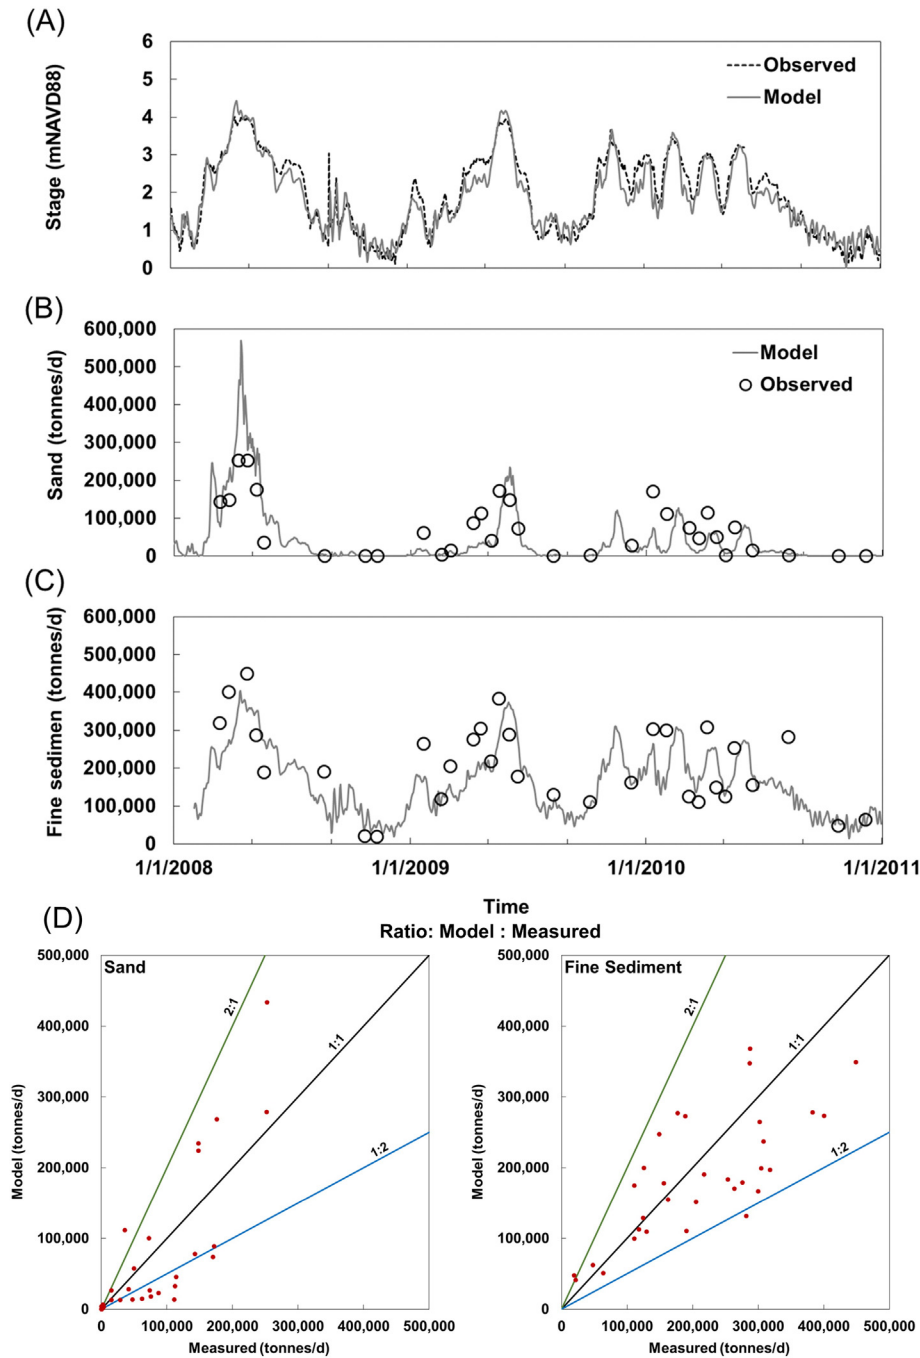 (A)
Stage (mNAVD88)
6
5
4
3
2
1
0
Observed
Model
(B)
Sand (tonnes/d)
600,000
500,000
400,000
300,000
200,000
100,000
0
Model
Observed
(C)
Fine sedimen (tonnes/d)
600,000
500,000
400,000
300,000
200,000
100,000
0
1/1/2008 1/1/2009 1/1/2010 1/1/2011
Time
(D)
Ratio: Model : Measured
Sand
Model (tonnes/d)
500,000
400,000
300,000
200,000
100,000
0
2:1
1:1
1:2
0 100,000 200,000 300,000 400,000 500,000
Measured (tonnes/d)
Fine Sediment
Model (tonnes/d)
500,000
400,000
300,000
200,000
100,000
0
2:1
1:1
1:2
0 100,000 200,000 300,000 400,000 500,000
Measured (tonnes/d)